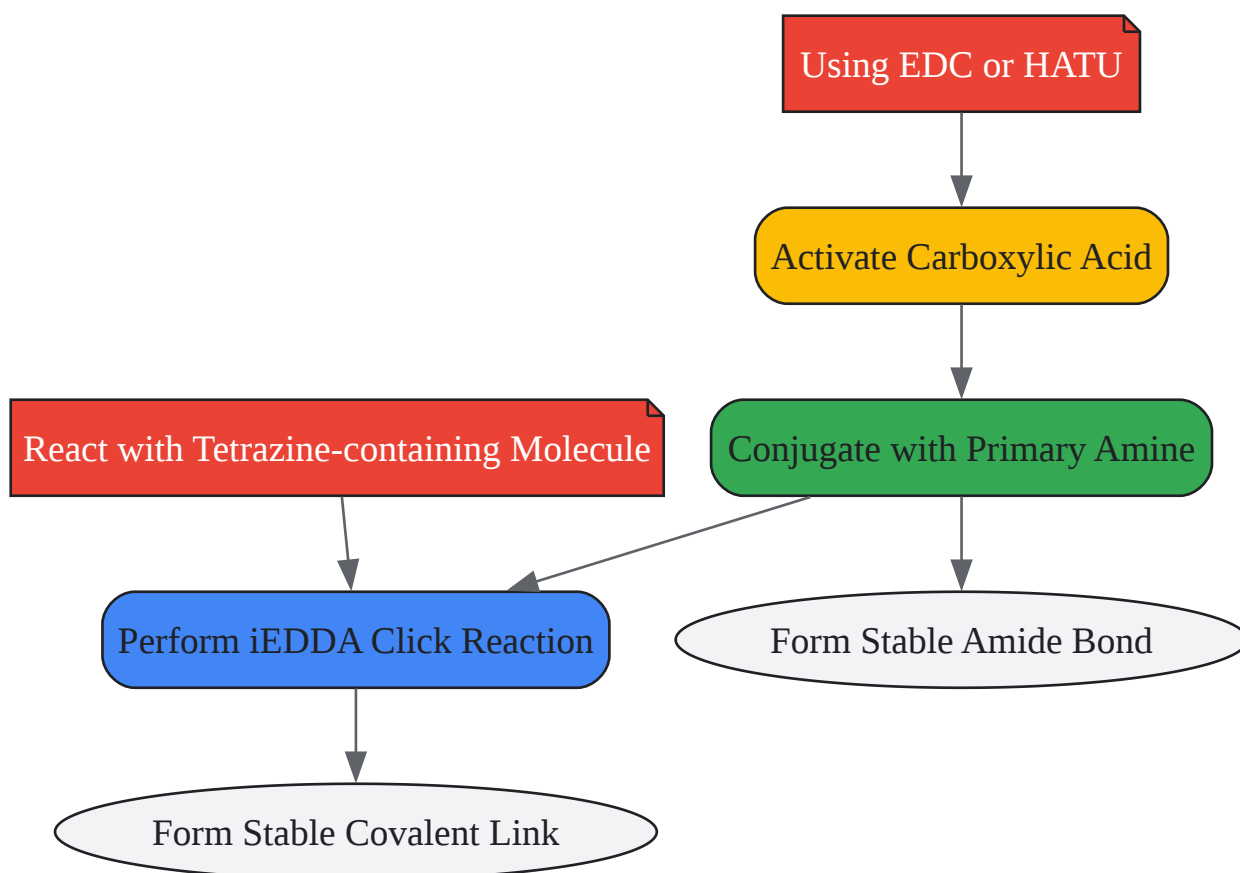 Using EDC or HATU
Activate Carboxylic Acid
React with Tetrazine-containing Molecule
Conjugate with Primary Amine
Perform iEDDA Click Reaction
Form Stable Amide Bond
Form Stable Covalent Link